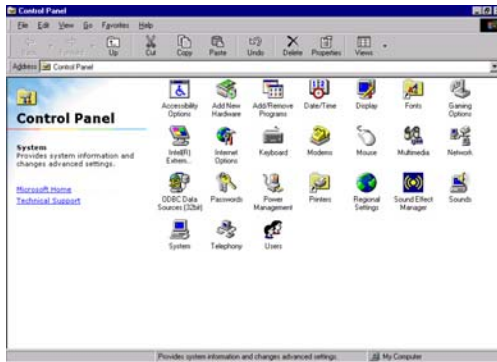 Control Panel
File Edit View Go Favorites Help
Back Forward Up Cut Copy Paste Undo Delete Properties Views
Address Control Panel
Control Panel
System
Provides system information and
changes advanced settings.
Microsoft Home
Technical Support
Accessibility Options
Add New Hardware
Add/Remove Programs
Date/Time
Display
Fonts
Gaming Options
Intel(R) Extrem...
Internet Options
Keyboard
Modems
Mouse
Multimedia
Network
ODBC Data Sources (32bit)
Passwords
Power Management
Printers
Regional Settings
Sound Effect Manager
Sounds
System
Telephony
Users
Provides system information and changes advanced settings.
My Computer